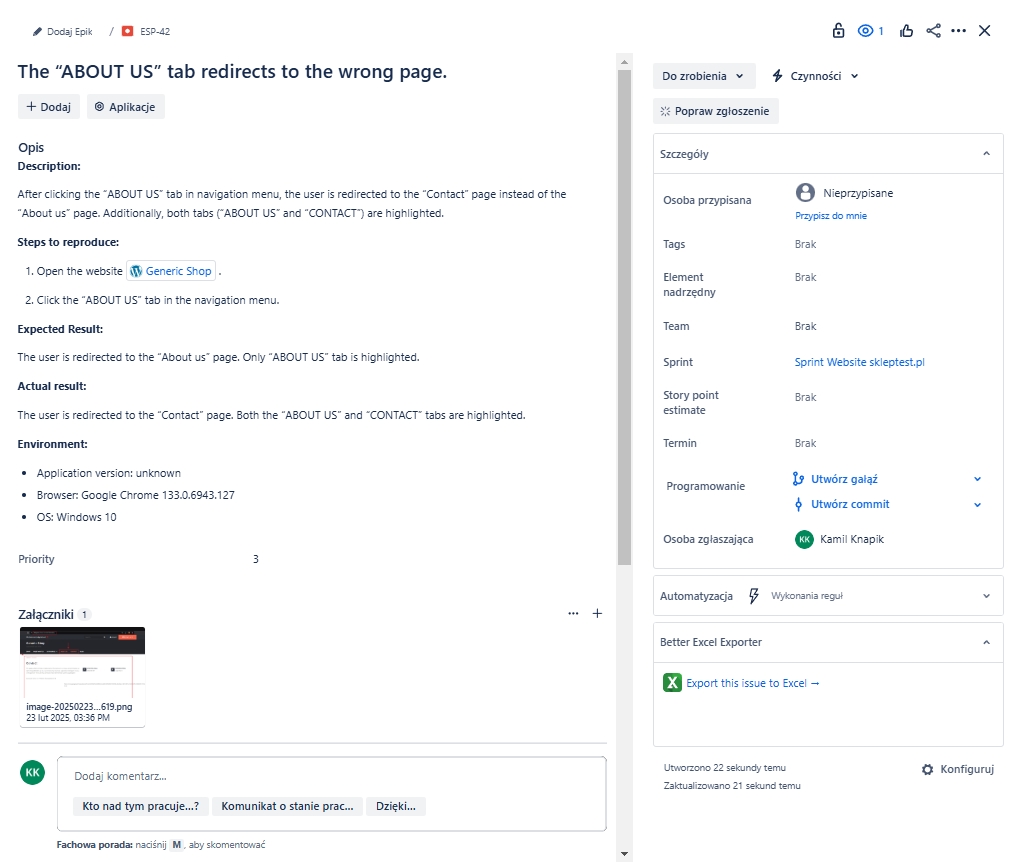 Dodaj Epik / ESP-42
1
The “ABOUT US” tab redirects to the wrong page.
Dodaj Aplikacje
Opis
Description:
After clicking the “ABOUT US” tab in navigation menu, the user is redirected to the “Contact” page instead of the
“About us” page. Additionally, both tabs (“ABOUT US” and “CONTACT”) are highlighted.
Steps to reproduce:
1. Open the website Generic Shop .
2. Click the “ABOUT US” tab in the navigation menu.
Expected Result:
The user is redirected to the “About us” page. Only “ABOUT US” tab is highlighted.
Actual result:
The user is redirected to the “Contact” page. Both the “ABOUT US” and “CONTACT” tabs are highlighted.
Environment:
• Application version: unknown
• Browser: Google Chrome 133.0.6943.127
• OS: Windows 10
Priority 3
Załączniki 1
image-20250223...619.png
23 lut 2025, 03:36 PM
KK
Dodaj komentarz...
Kto nad tym pracuje...? Komunikat o stanie prac... Dzięki...
Fachowa porada: naciśnij M , aby skomentować
Do zrobienia Czynności
Popraw zgłoszenie
Szczegóły
Osoba przypisana Nieprzypisane
Przypisz do mnie
Tags Brak
Element Brak
nadrzędny
Team Brak
Sprint Sprint Website skleptest.pl
Story point Brak
estimate
Termin Brak
Programowanie Utwórz gałąź
Utwórz commit
Osoba zgłaszająca KK Kamil Knapik
Automatyzacja Wykonania reguł
Better Excel Exporter
X Export this issue to Excel →
Utworzono 22 sekundy temu Konfiguruj
Zaktualizowano 21 sekund temu